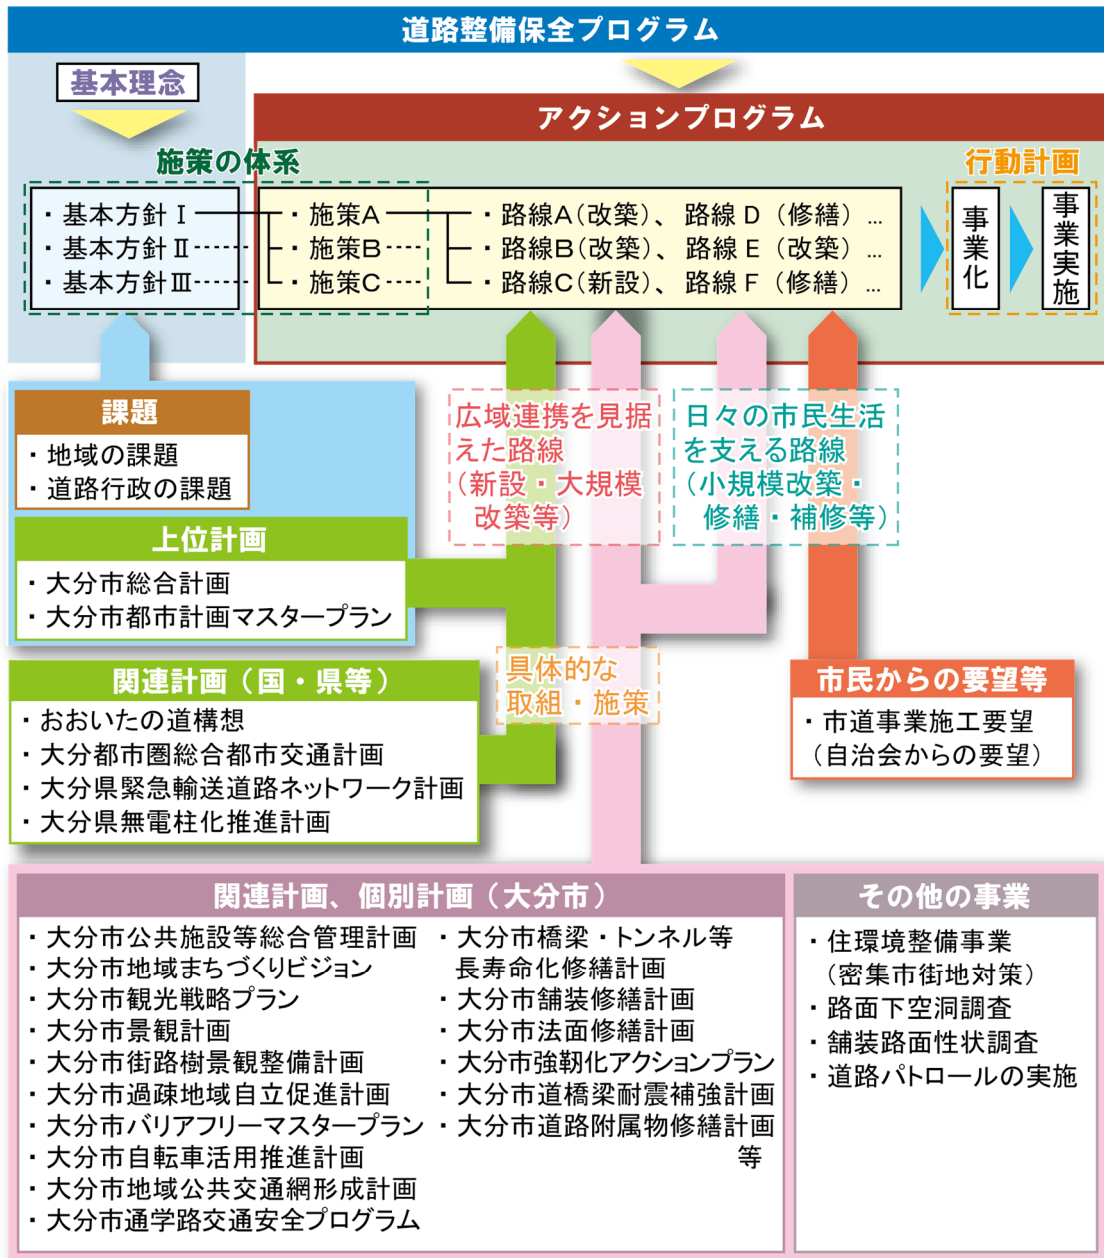 道路整備保全プログラム
基本理念
アクションプログラム
施策の体系
行動計画
・基本方針Ⅰ
・基本方針Ⅱ
・基本方針Ⅲ
・施策A
・施策B
・施策C
・路線A(改築)、路線D(修繕)...
・路線B(改築)、路線E(改築)...
・路線C(新設)、路線F(修繕)...
事業化
事業実施
課題
・地域の課題
・道路行政の課題
上位計画
・大分市総合計画
・大分市都市計画マスタープラン
広域連携を見据
えた路線
(新設・大規模
改築等)
日々の市民生活
を支える路線
(小規模改築・
修繕・補修等)
関連計画(国・県等)
・おおいたの道構想
・大分都市圏総合都市交通計画
・大分県緊急輸送道路ネットワーク計画
・大分県無電柱化推進計画
具体的な
取組・施策
市民からの要望等
・市道事業施工要望
(自治会からの要望)
関連計画、個別計画(大分市)
・大分市公共施設等総合管理計画
・大分市地域まちづくりビジョン
・大分市観光戦略プラン
・大分市景観計画
・大分市街路樹景観整備計画
・大分市過疎地域自立促進計画
・大分市バリアフリーマスタープラン
・大分市自転車活用推進計画
・大分市地域公共交通網形成計画
・大分市通学路交通安全プログラム
・大分市橋梁・トンネル等
長寿命化修繕計画
・大分市舗装修繕計画
・大分市法面修繕計画
・大分市強靱化アクションプラン
・大分市道橋梁耐震補強計画
・大分市道路附属物修繕計画
等
その他の事業
・住環境整備事業
(密集市街地対策)
・路面下空洞調査
・舗装路面性状調査
・道路パトロールの実施